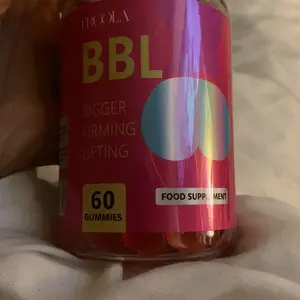 BBL
BIGGER
FIRMING
LIFTING
60
GUMMIES
FOOD SUPPLEMENT